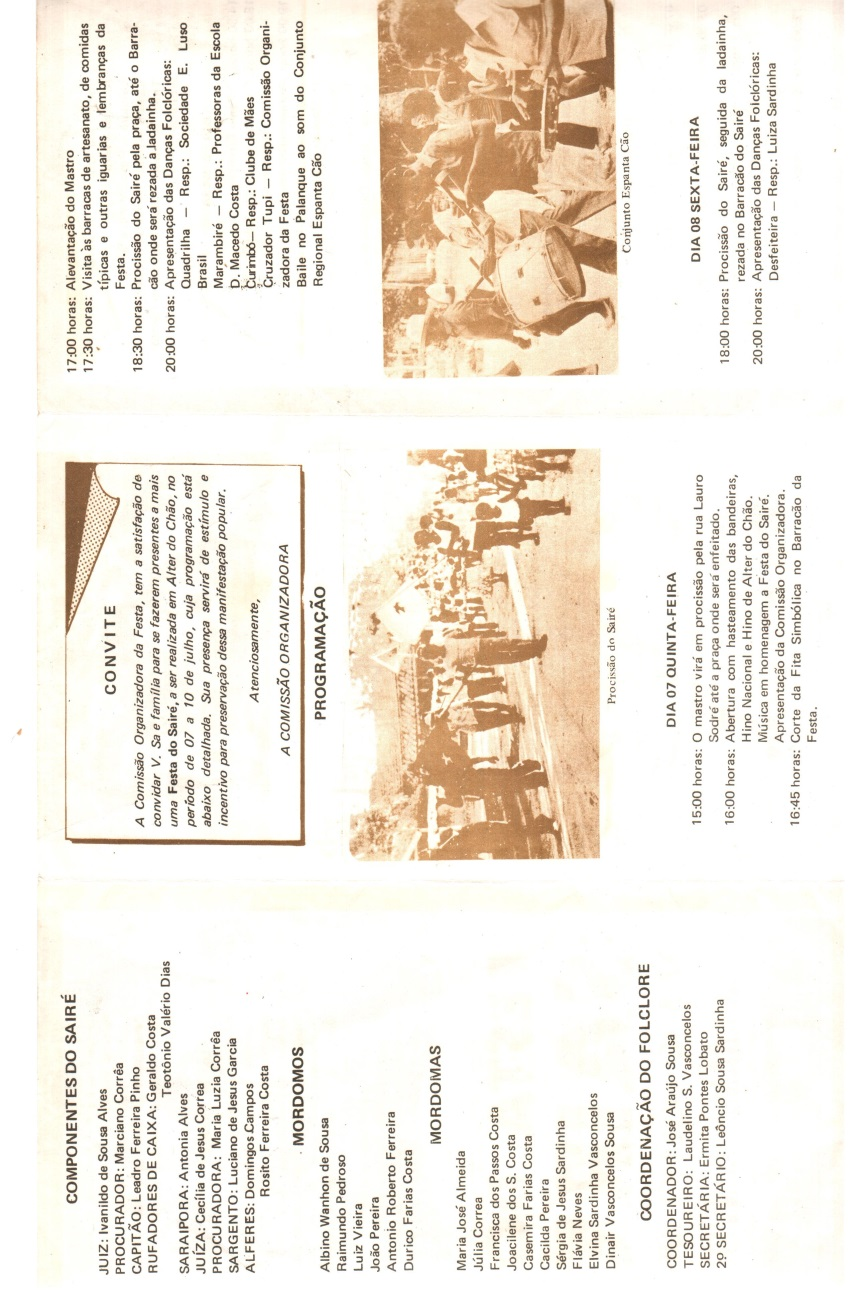 COMPONENTES DO SAIRÉ
JUIZ: Ivanildo de Sousa Alves
PROCURADOR: Marciano Corrêa
CAPITÃO: Leadro Ferreira Pinho
RUFADORES DE CAIXA: Geraldo Costa
Teotônio Valério Dias
SARAIPORA: Antonia Alves
JUÍZA: Cecília de Jesus Correa
PROCURADORA: Maria Luzia Corrêa
SARGENTO: Luciano de Jesus Garcia
ALFERES: Domingos Campos
Rosito Ferreira Costa
MORDOMOS
Albino Wanhon de Sousa
Raimundo Pedroso
Luiz Vieira
João Pereira
Antonio Roberto Ferreira
Durico Farias Costa
MORDOMAS
Maria José Almeida
Júlia Correa
Francisca dos Passos Costa
Joacilene dos S. Costa
Casemira Farias Costa
Cacilda Pereira
Sérgia de Jesus Sardinha
Flávia Neves
Elvina Sardinha Vasconcelos
Dinair Vasconcelos Sousa
COORDENAÇÃO DO FOLCLORE
COORDENADOR: José Araújo Sousa
TESOUREIRO: Laudelino S. Vasconcelos
SECRETÁRIA: Ermita Pontes Lobato
2º SECRETÁRIO: Leôncio Sousa Sardinha
CONVITE
A Comissão Organizadora da Festa, tem a satisfação de
convidar V. Sa e família para se fazerem presentes a mais
uma Festa do Sairé, a ser realizada em Alter do Chão, no
período de 07 a 10 de julho, cuja programação está
abaixo detalhada. Sua presença servirá de estímulo e
incentivo para preservação dessa manifestação popular.
Atenciosamente,
A COMISSÃO ORGANIZADORA
PROGRAMAÇÃO
Procissão do Sairé
DIA 07 QUINTA-FEIRA
15:00 horas: O mastro virá em procissão pela rua Lauro
Sodré até a praça onde será enfeitado.
16:00 horas: Abertura com hasteamento das bandeiras,
Hino Nacional e Hino de Alter do Chão.
Música em homenagem a Festa do Sairé.
Apresentação da Comissão Organizadora.
16:45 horas: Corte da Fita Simbólica no Barracão da
Festa.
17:00 horas: Alevantação do Mastro
17:30 horas: Visita às barracas de artesanato, de comidas
típicas e outras iguarias e lembranças da
Festa.
18:30 horas: Procissão do Sairé pela praça, até o Barra-
cão onde será rezada a ladainha.
20:00 horas: Apresentação das Danças Folclóricas:
Quadrilha — Resp.: Sociedade E. Luso
Brasil
Marambiré — Resp.: Professoras da Escola
D. Macedo Costa
Curimbó— Resp.: Clube de Mães
Cruzador Tupi — Resp.: Comissão Organi-
zadora da Festa
Baile no Palanque ao som do Conjunto
Regional Espanta Cão
Conjunto Espanta Cão
DIA 08 SEXTA-FEIRA
18:00 horas: Procissão do Sairé, seguida da ladainha,
rezada no Barracão do Sairé
20:00 horas: Apresentação das Danças Folclóricas:
Desfeiteira — Resp.: Luiza Sardinha